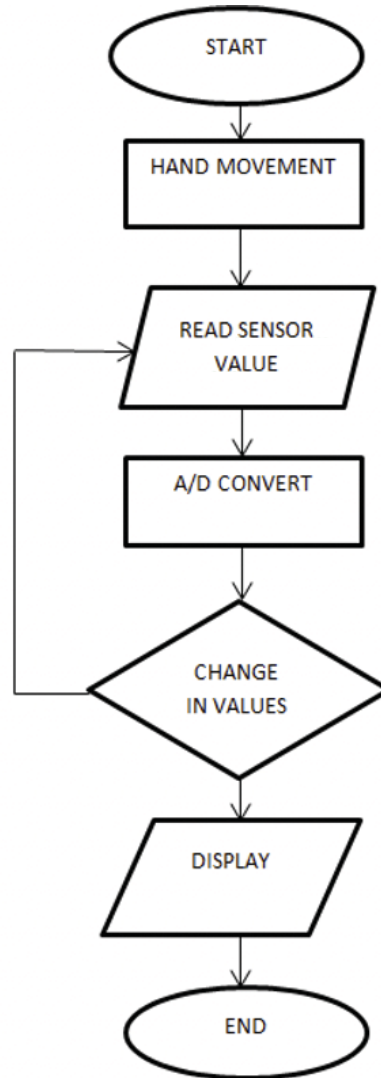 START
HAND MOVEMENT
READ SENSOR
VALUE
A/D CONVERT
CHANGE
IN VALUES
DISPLAY
END